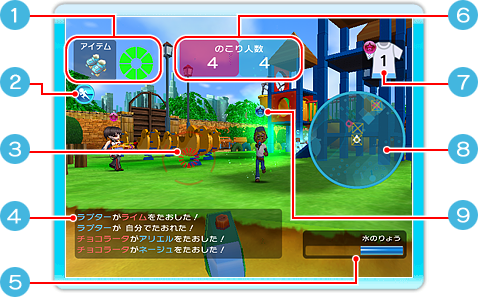 1
6
アイテム
のこり人数
4 4
1
7
2
3
8
4
9
ラプターがライムをたおした!
ラプターが 自分でたおれた!
チョコラータがアリエルをたおした!
チョコラータがネージュをたおした!
水のりょう
5